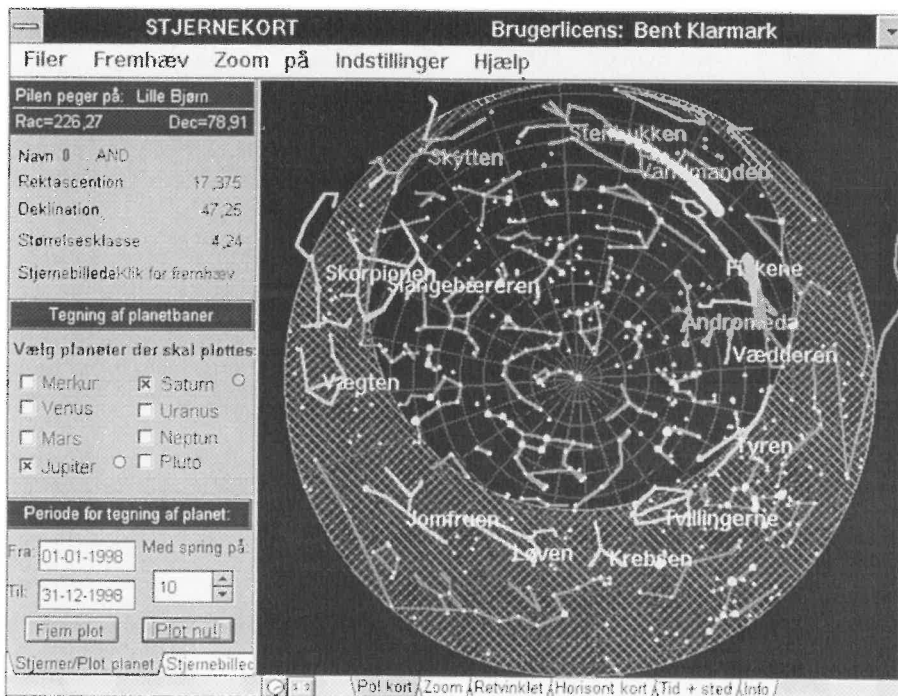 STJERNEKORT Brugerlicens: Bent Klarmark
Filer Fremhæv Zoom på Indstillinger Hjælp
Pilen peger på: Lille Bjørn
Rac=226,27 Dec=78,91
Navn AND
Rektascention 17,375
Deklination 47,25
Størrelsesklasse 4,24
Stjernebillede Klik for fremhæv
Tegning af planetbaner
Vælg planeter der skal plottes:
Merkur Saturn
Venus Uranus
Mars Neptun
Jupiter Pluto
Periode for tegning af planet:
Fra: 01-01-1998 Med spring på:
Til: 31-12-1998 10
Fjern plot Plot nu!
Stjerner/Plot planet Stjernebillec
Stenbukken
Skytten
Vandmanden
Skorpionen
Slangebæreren
Fiskene
Andromeda
Vædderen
Vægten
Tyren
Jomfruen
Tvillingerne
Løven
Krebsen
Pol kort Zoom Retvinklet Horisont kort Tid + sted Info